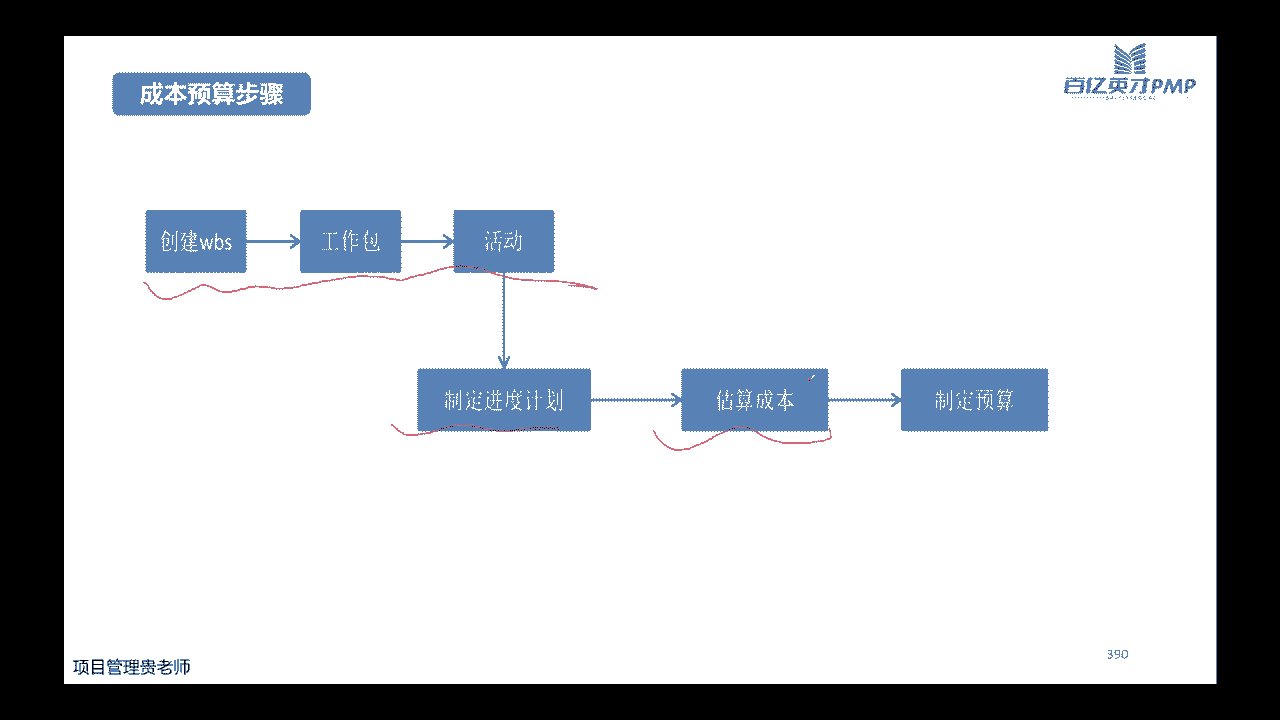 成本预算步骤
百亿英才PMP
创建wbs
工作包
活动
制定进度计划
估算成本
制定预算
390
项目管理贵老师